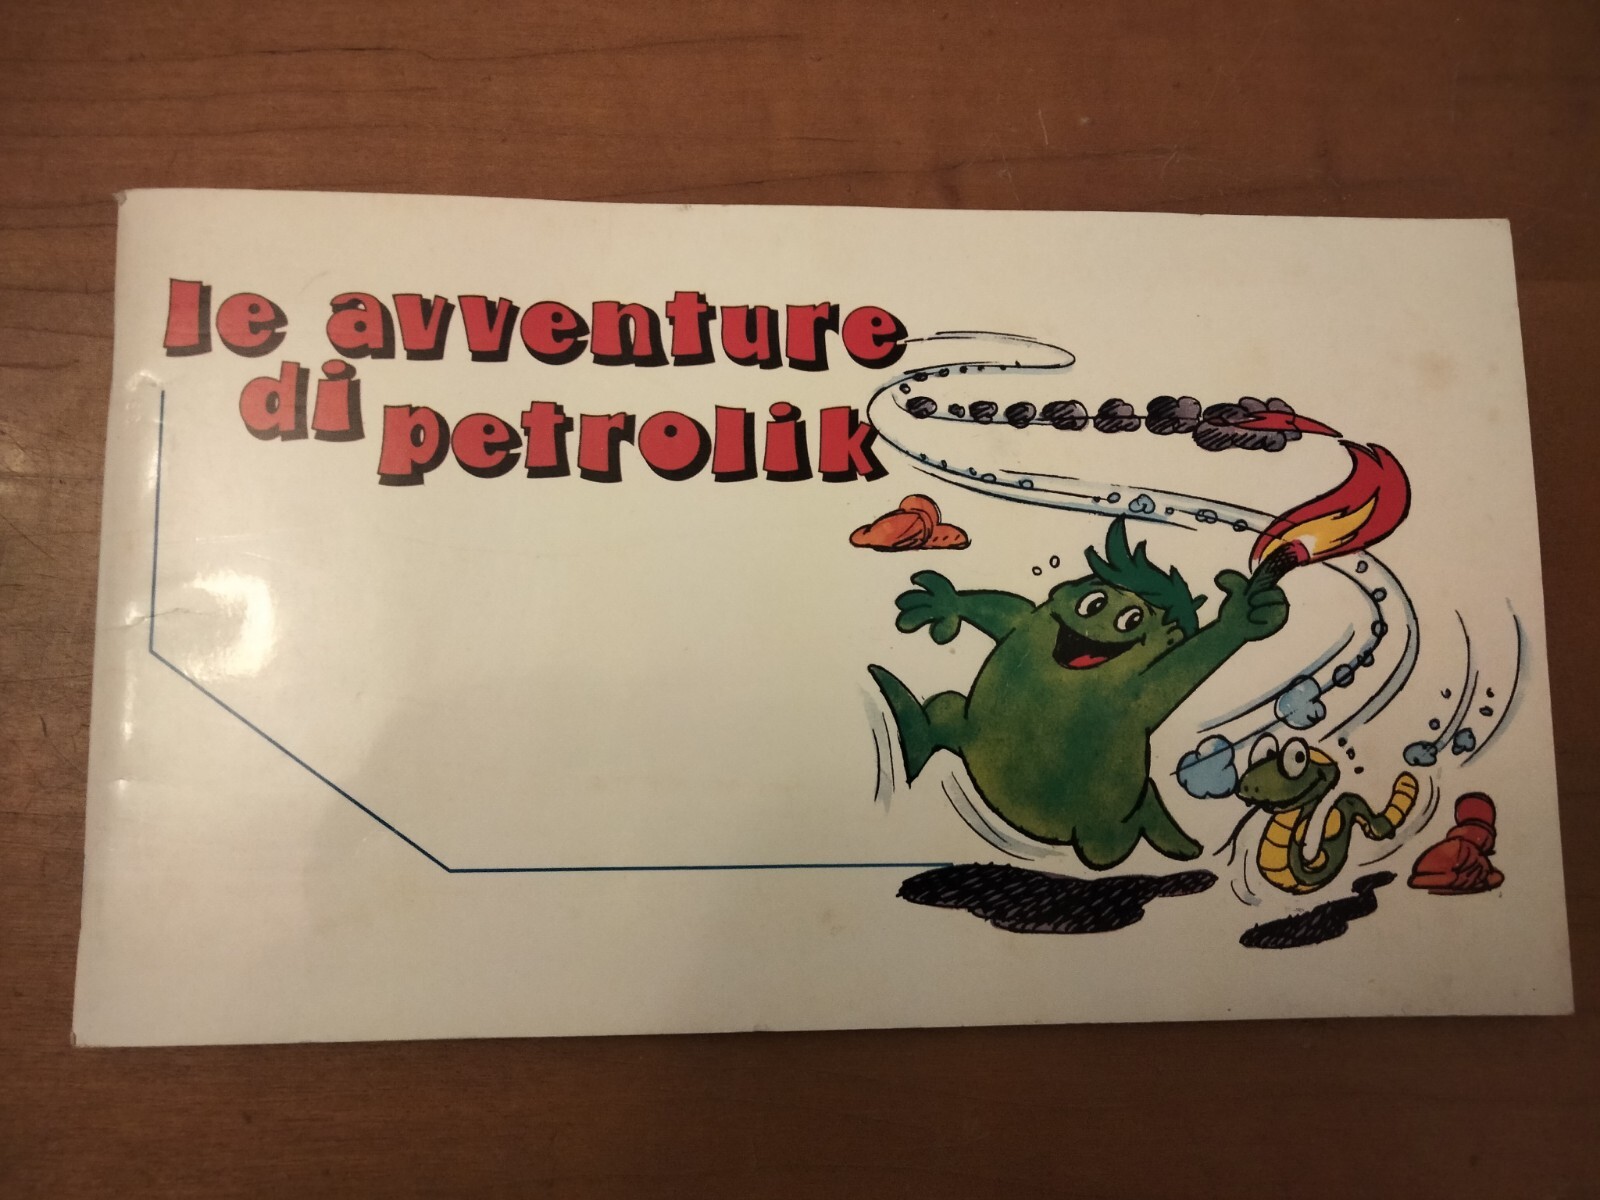 le avventure
di petrolik